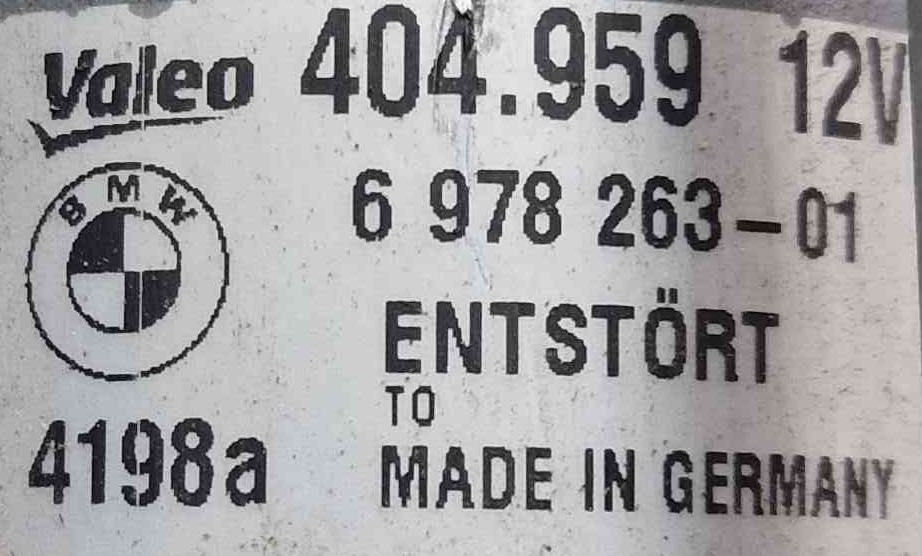 Valeo 404.959 12V
6 978 263-01
BMW
ENTSTÖRT
TO
4198a
MADE IN GERMANY